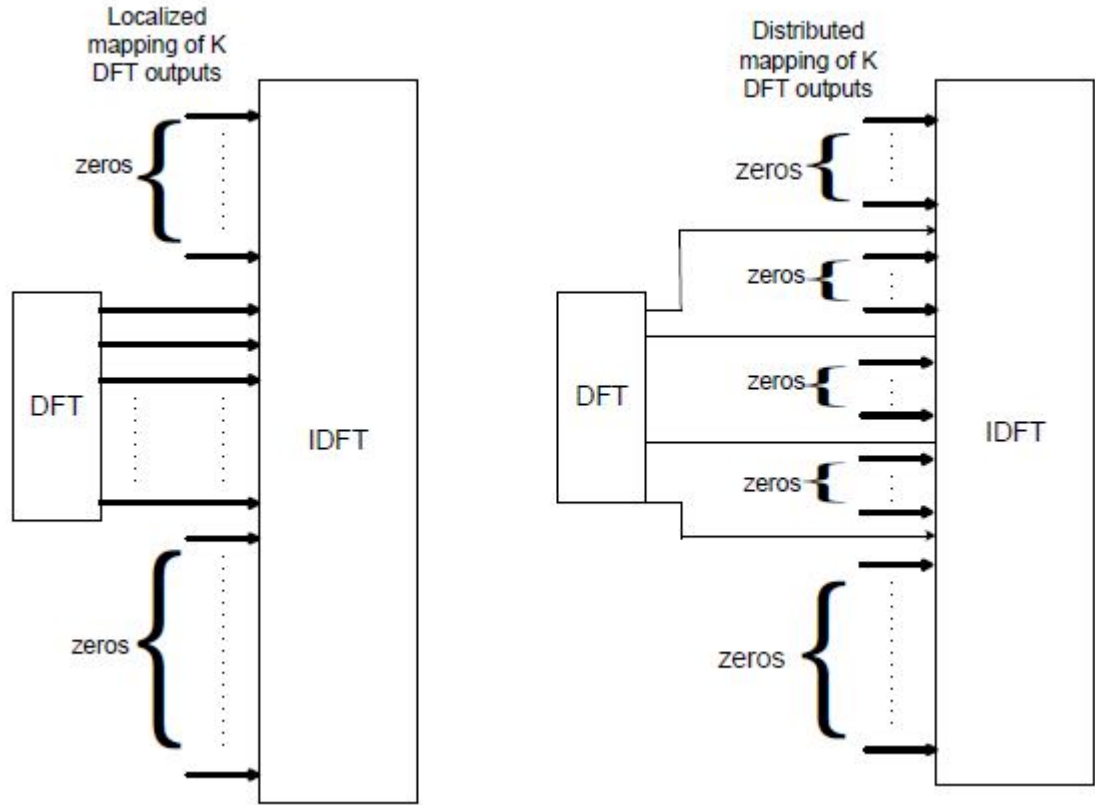 Localized
mapping of K
DFT outputs
zeros
DFT
IDFT
zeros
Distributed
mapping of K
DFT outputs
zeros
zeros
zeros
DFT
IDFT
zeros
zeros